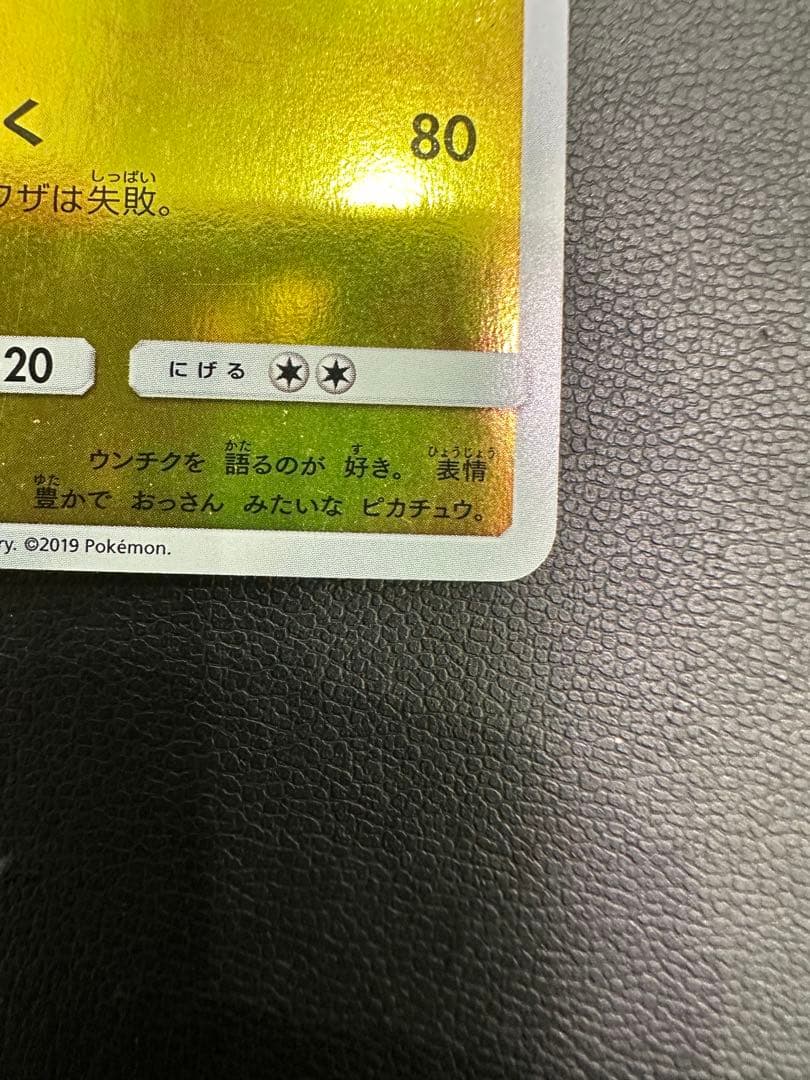 く 80
ワザは失敗。
しっぱい
20 にげる
ウンチクを 語るのが 好き。 表情
かた す ひょうじょう
豊かで おっさん みたいな ピカチュウ。
ゆた
ry. ©2019 Pokémon.